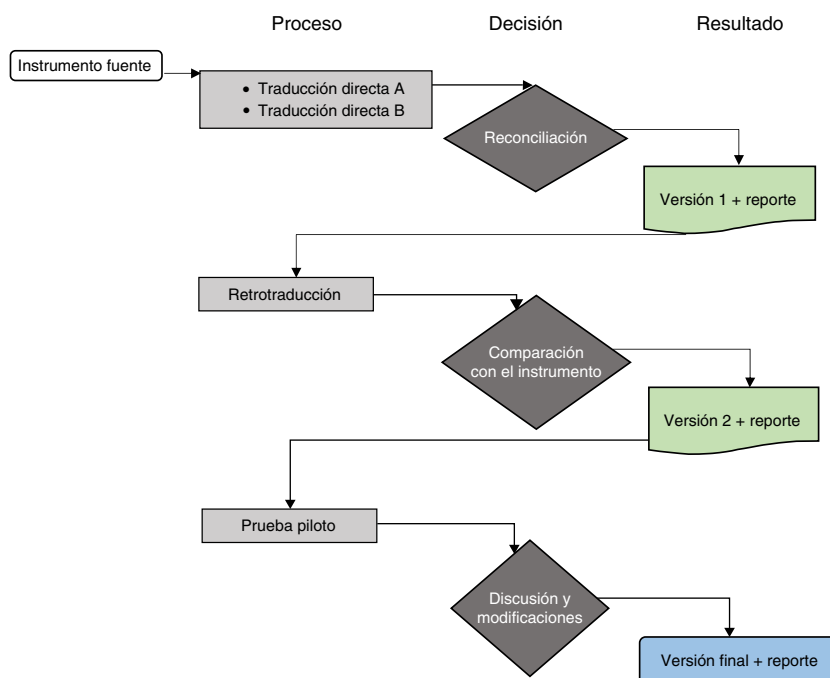 Proceso
Decisión
Resultado
Instrumento fuente
• Traducción directa A
• Traducción directa B
Reconciliación
Versión 1 + reporte
Retrotraducción
Comparación
con el instrumento
Versión 2 + reporte
Prueba piloto
Discusión y
modificaciones
Versión final + reporte